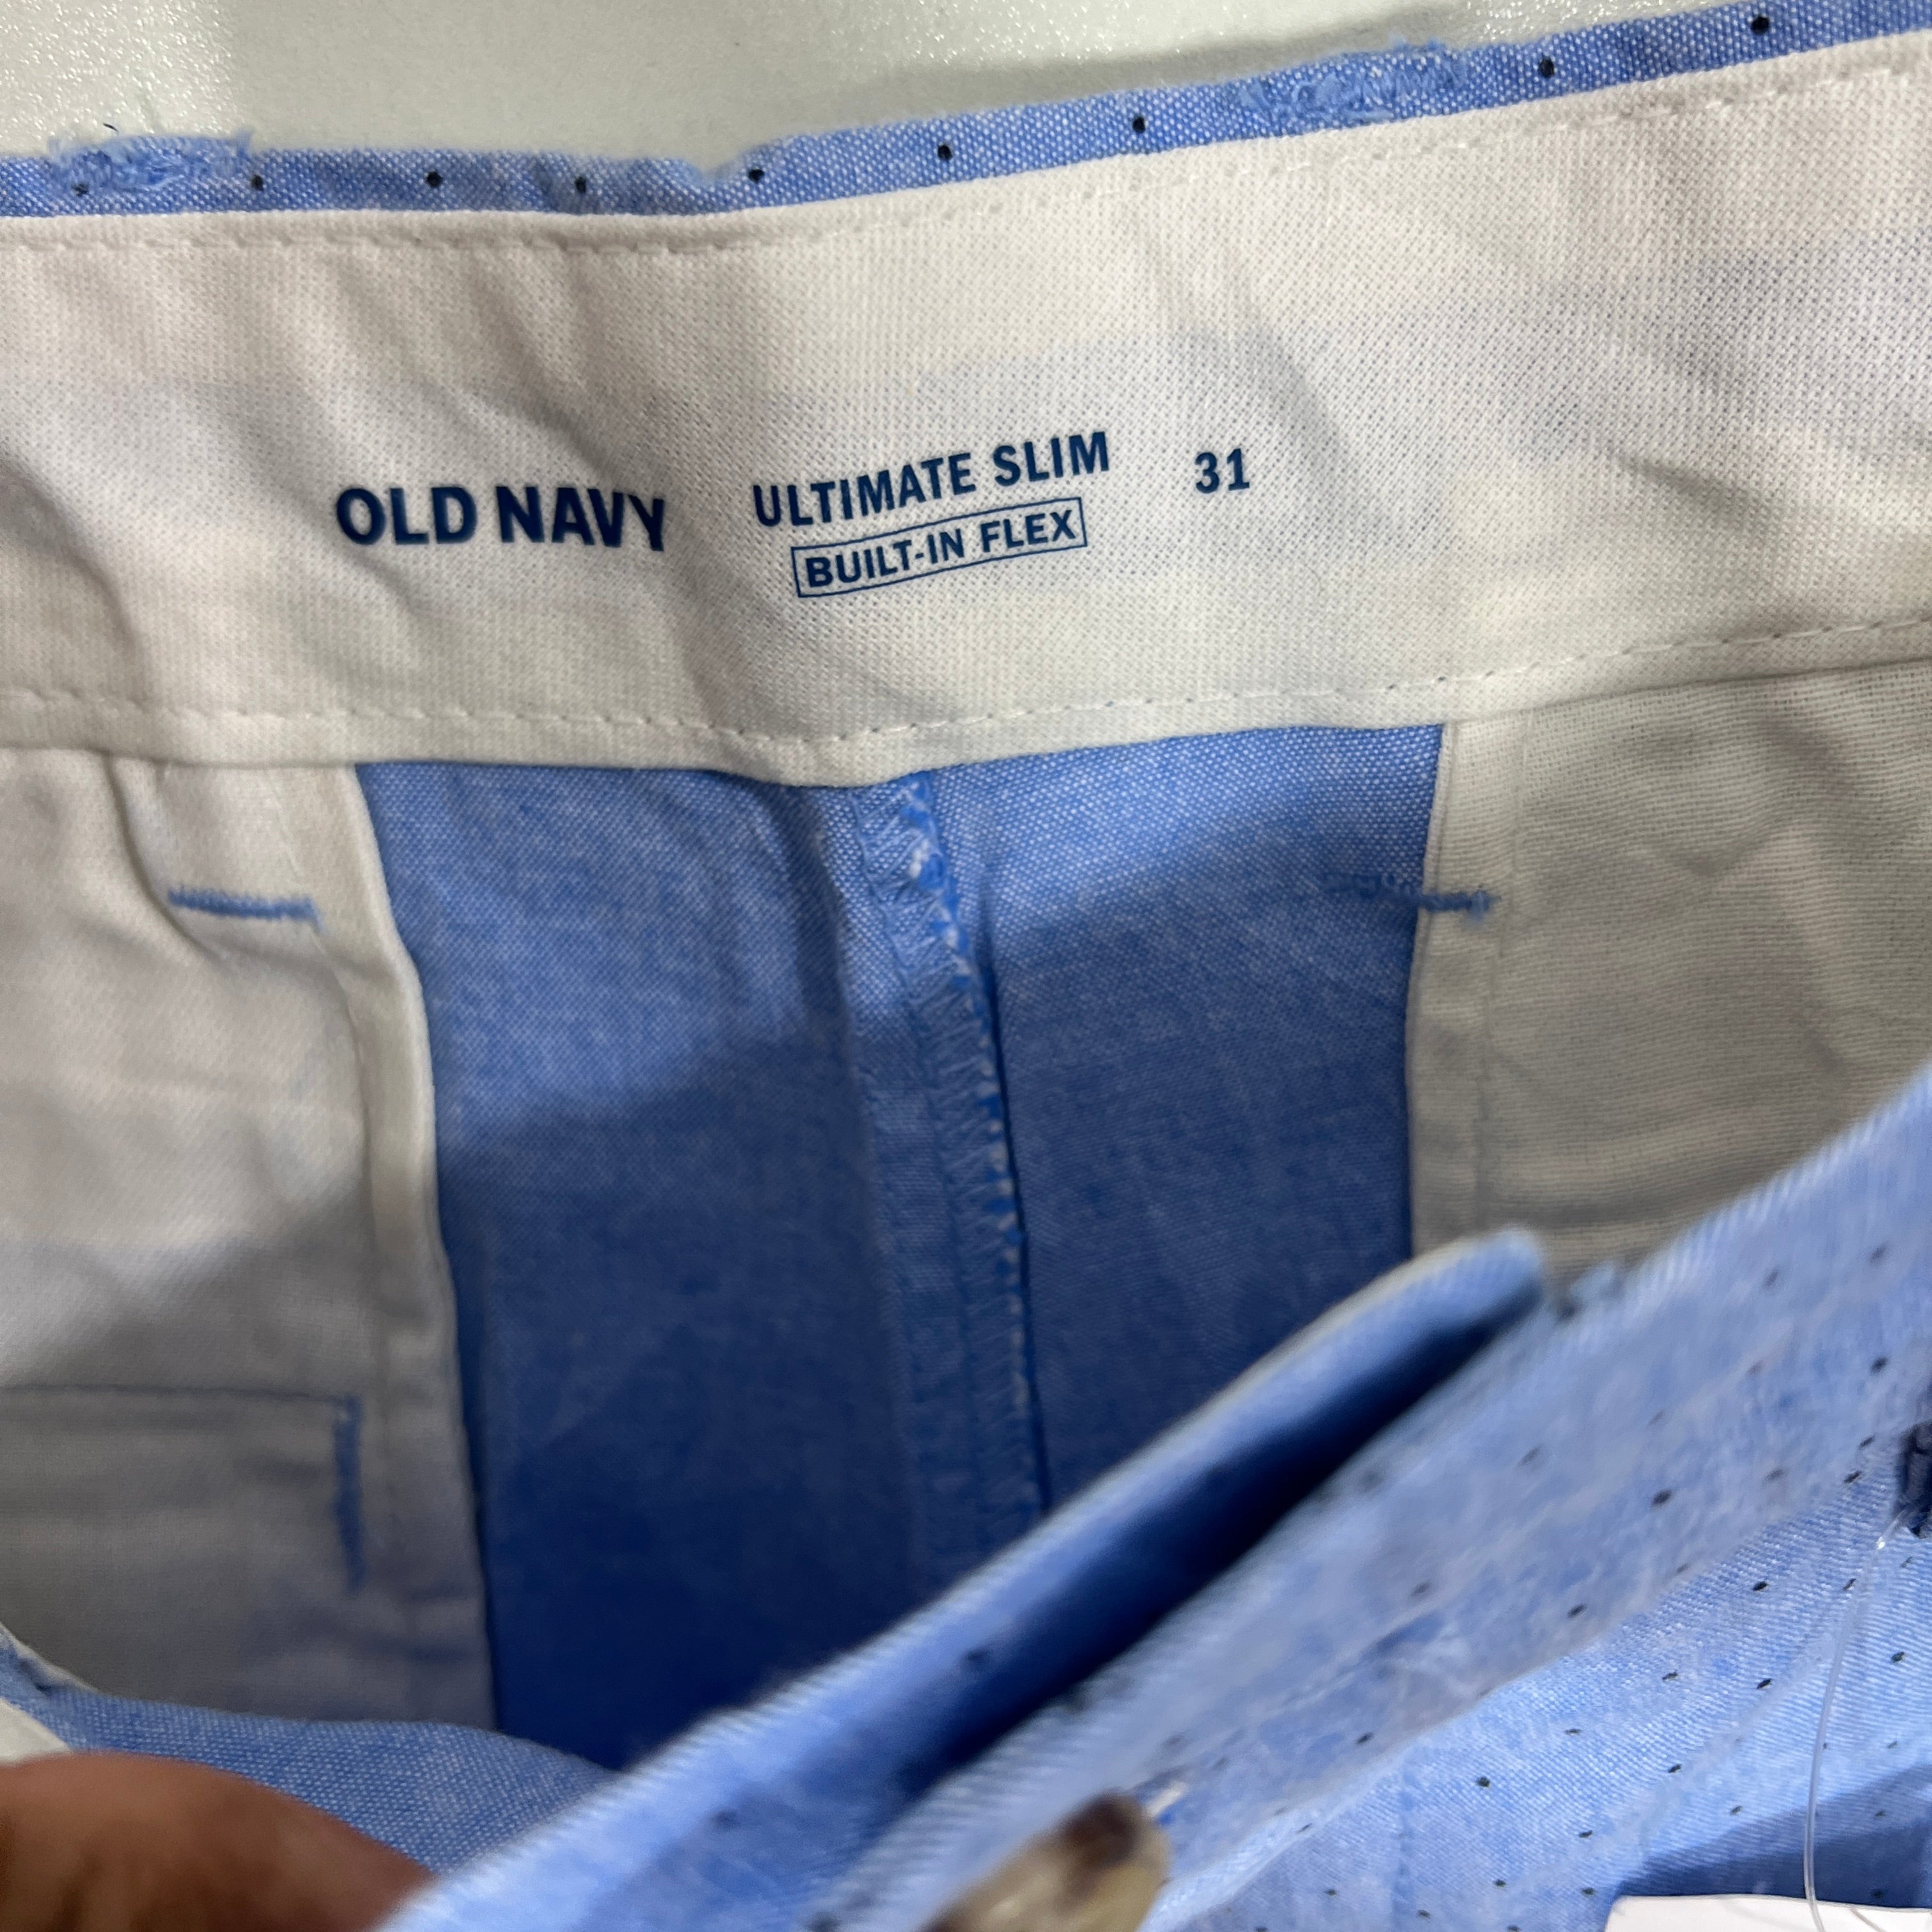 OLD NAVY
ULTIMATE SLIM
BUILT-IN FLEX
31